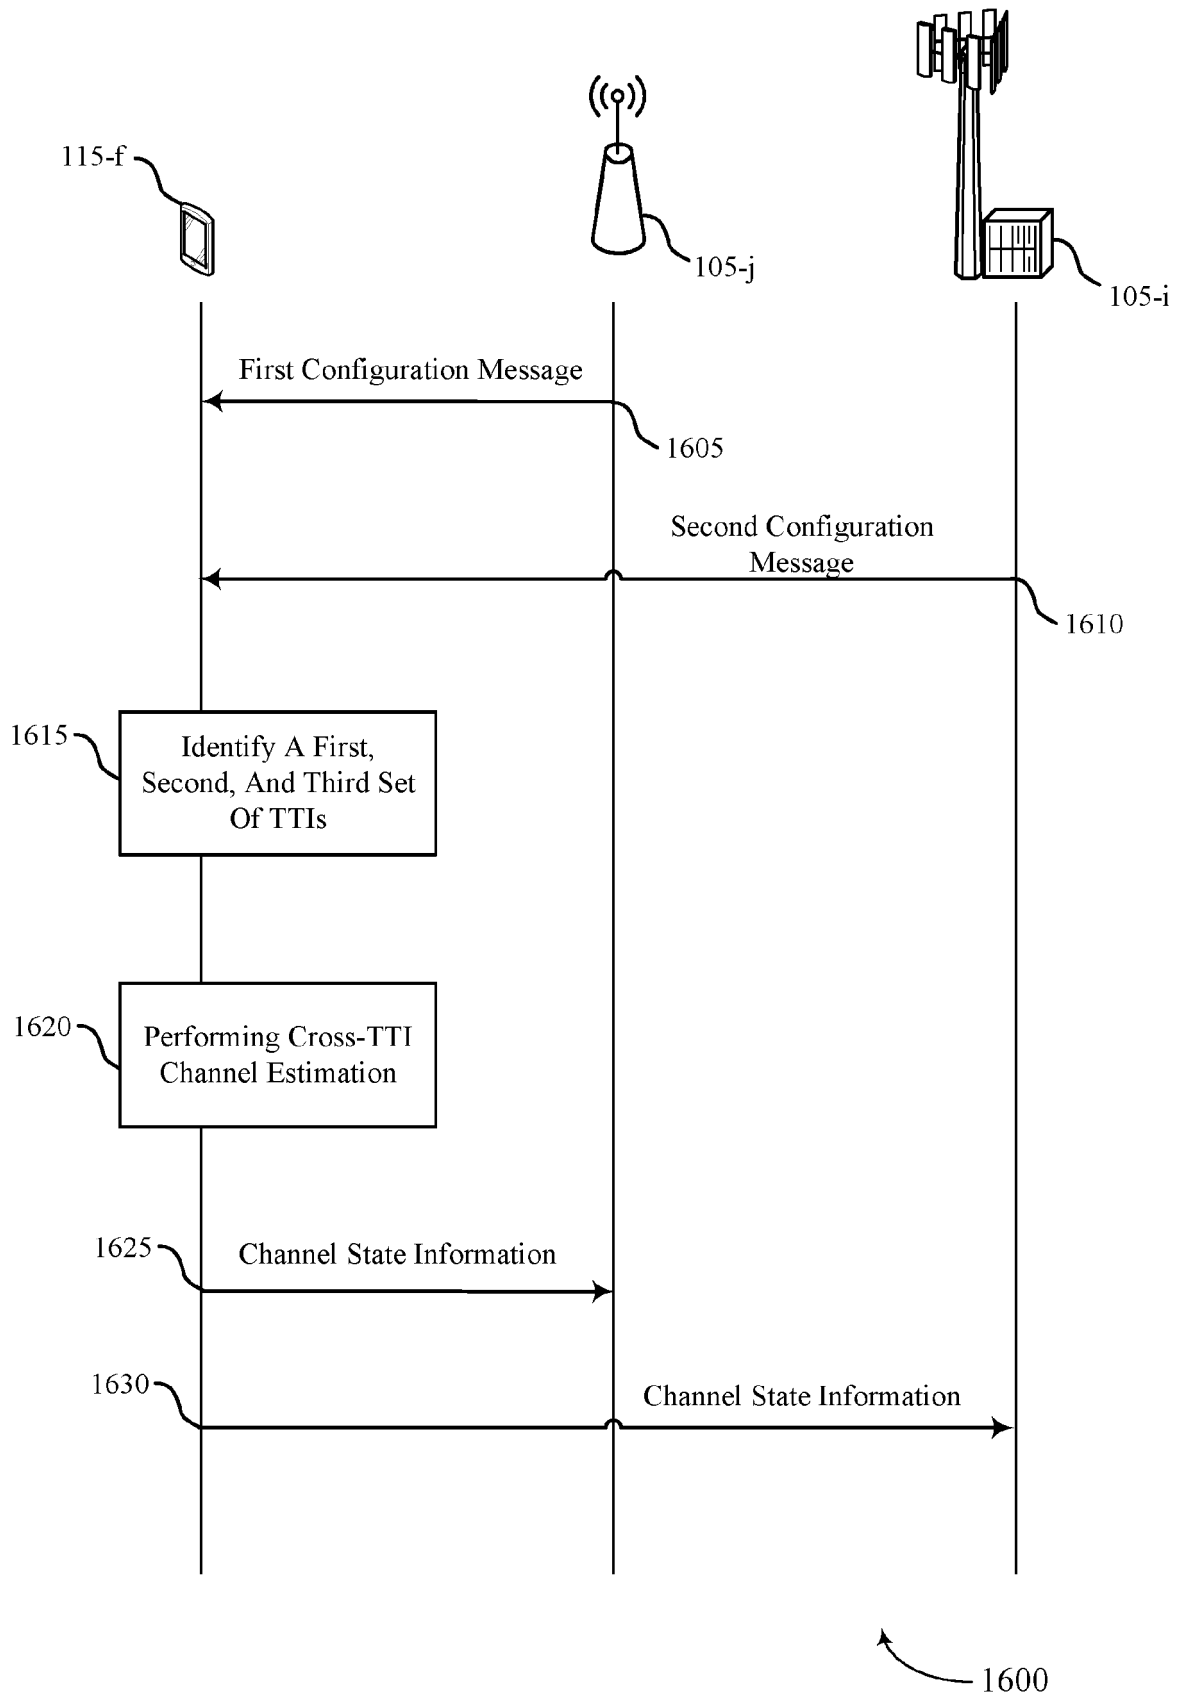 115-f
105-j
105-i
First Configuration Message
1605
Second Configuration
Message
1610
1615
Identify A First,
Second, And Third Set
Of TTIs
1620
Performing Cross-TTI
Channel Estimation
1625
Channel State Information
1630
Channel State Information
1600